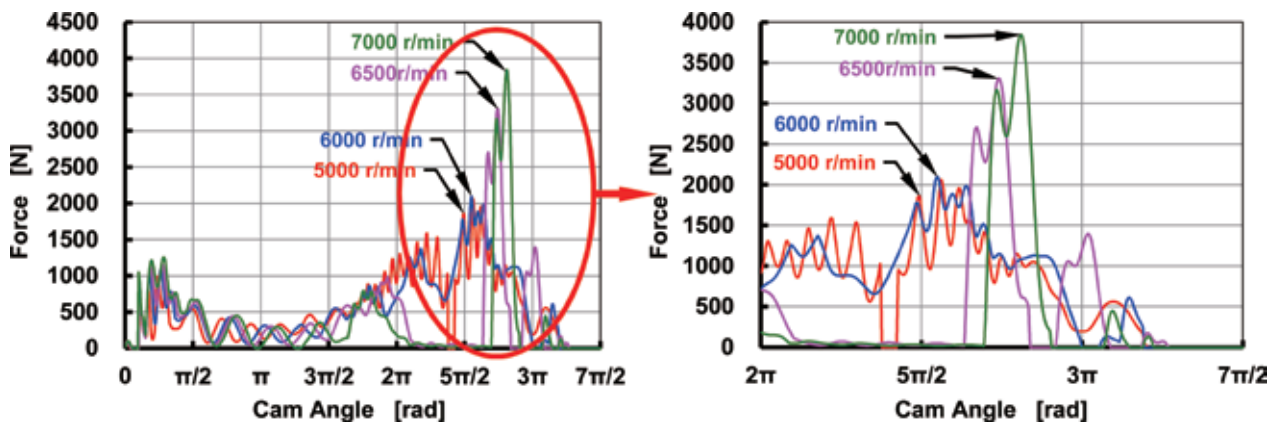 4500
4000
3500
3000
2500
2000
1500
1000
500
0
Force [N]
7000 r/min
6500r/min
6000 r/min
5000 r/min
0 π/2 π 3π/2 2π 5π/2 3π 7π/2
Cam Angle [rad]
4000
3500
3000
2500
2000
1500
1000
500
0
Force [N]
7000 r/min
6500r/min
6000 r/min
5000 r/min
2π 5π/2 3π 7π/2
Cam Angle [rad]